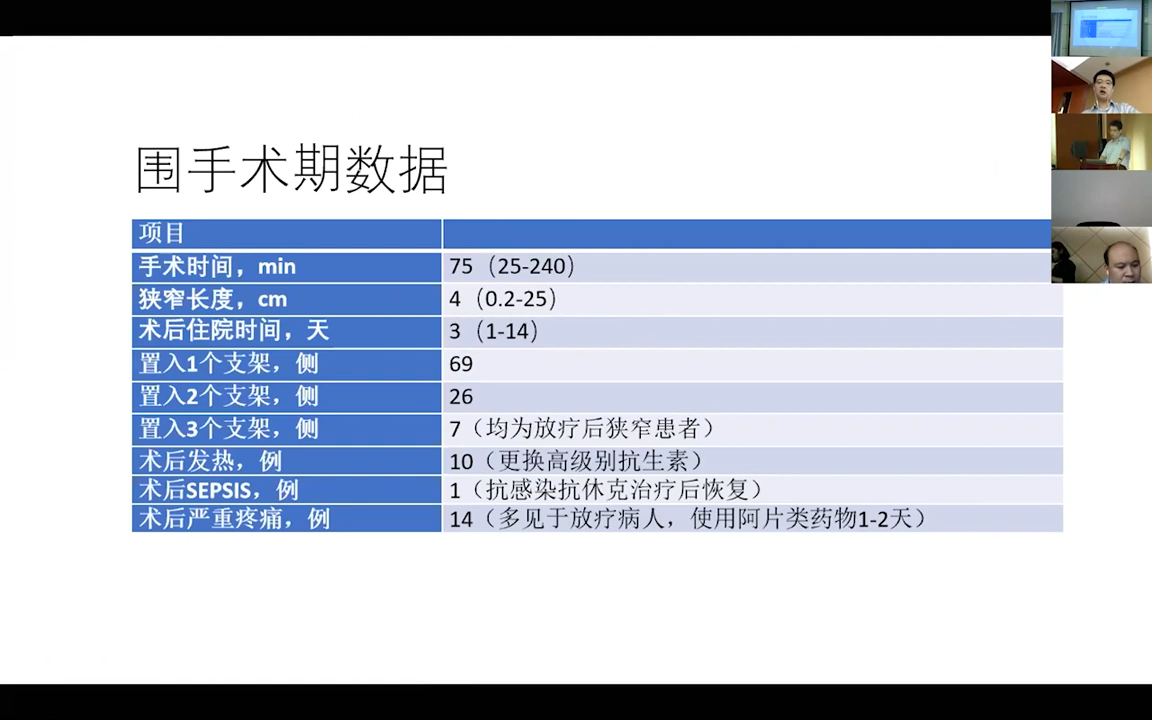 围手术期数据
项目
手术时间，min 75（25-240）
狭窄长度，cm 4（0.2-25）
术后住院时间，天 3（1-14）
置入1个支架，侧 69
置入2个支架，侧 26
置入3个支架，侧 7（均为放疗后狭窄患者）
术后发热，例 10（更换高级别抗生素）
术后SEPSIS，例 1（抗感染抗休克治疗后恢复）
术后严重疼痛，例 14（多见于放疗病人，使用阿片类药物1-2天）